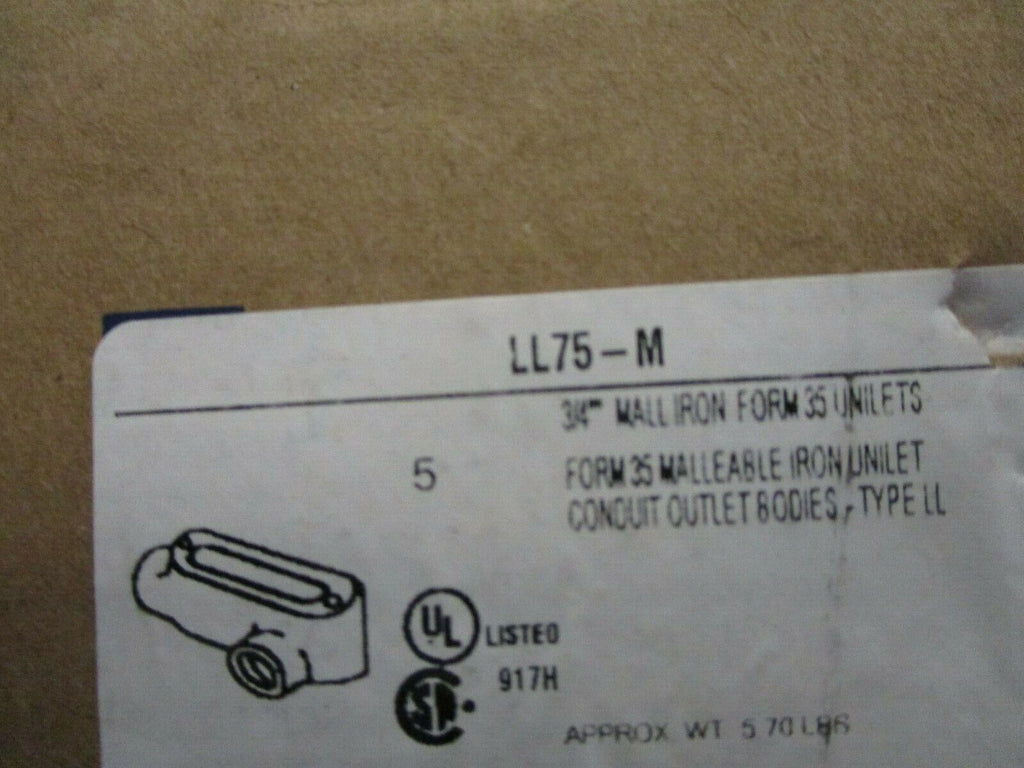 LL75-M
3/4"" MALL IRON FORM 35 UNILETS
5
FORM 35 MALLEABLE IRON UNILET
CONDUIT OUTLET BODIES, - TYPE LL
UL LISTED
917H
SA
APPROX WT 5.70 LBS